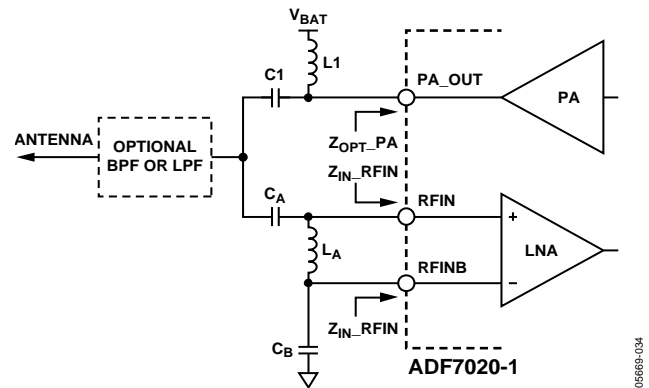 VBAT
L1
C1
PA_OUT
PA
ANTENNA
OPTIONAL
BPF OR LPF
ZOPT_PA
ZIN_RFIN
CA
RFIN
+
LA
LNA
RFINB
−
ZIN_RFIN
CB
ADF7020-1
05669-034